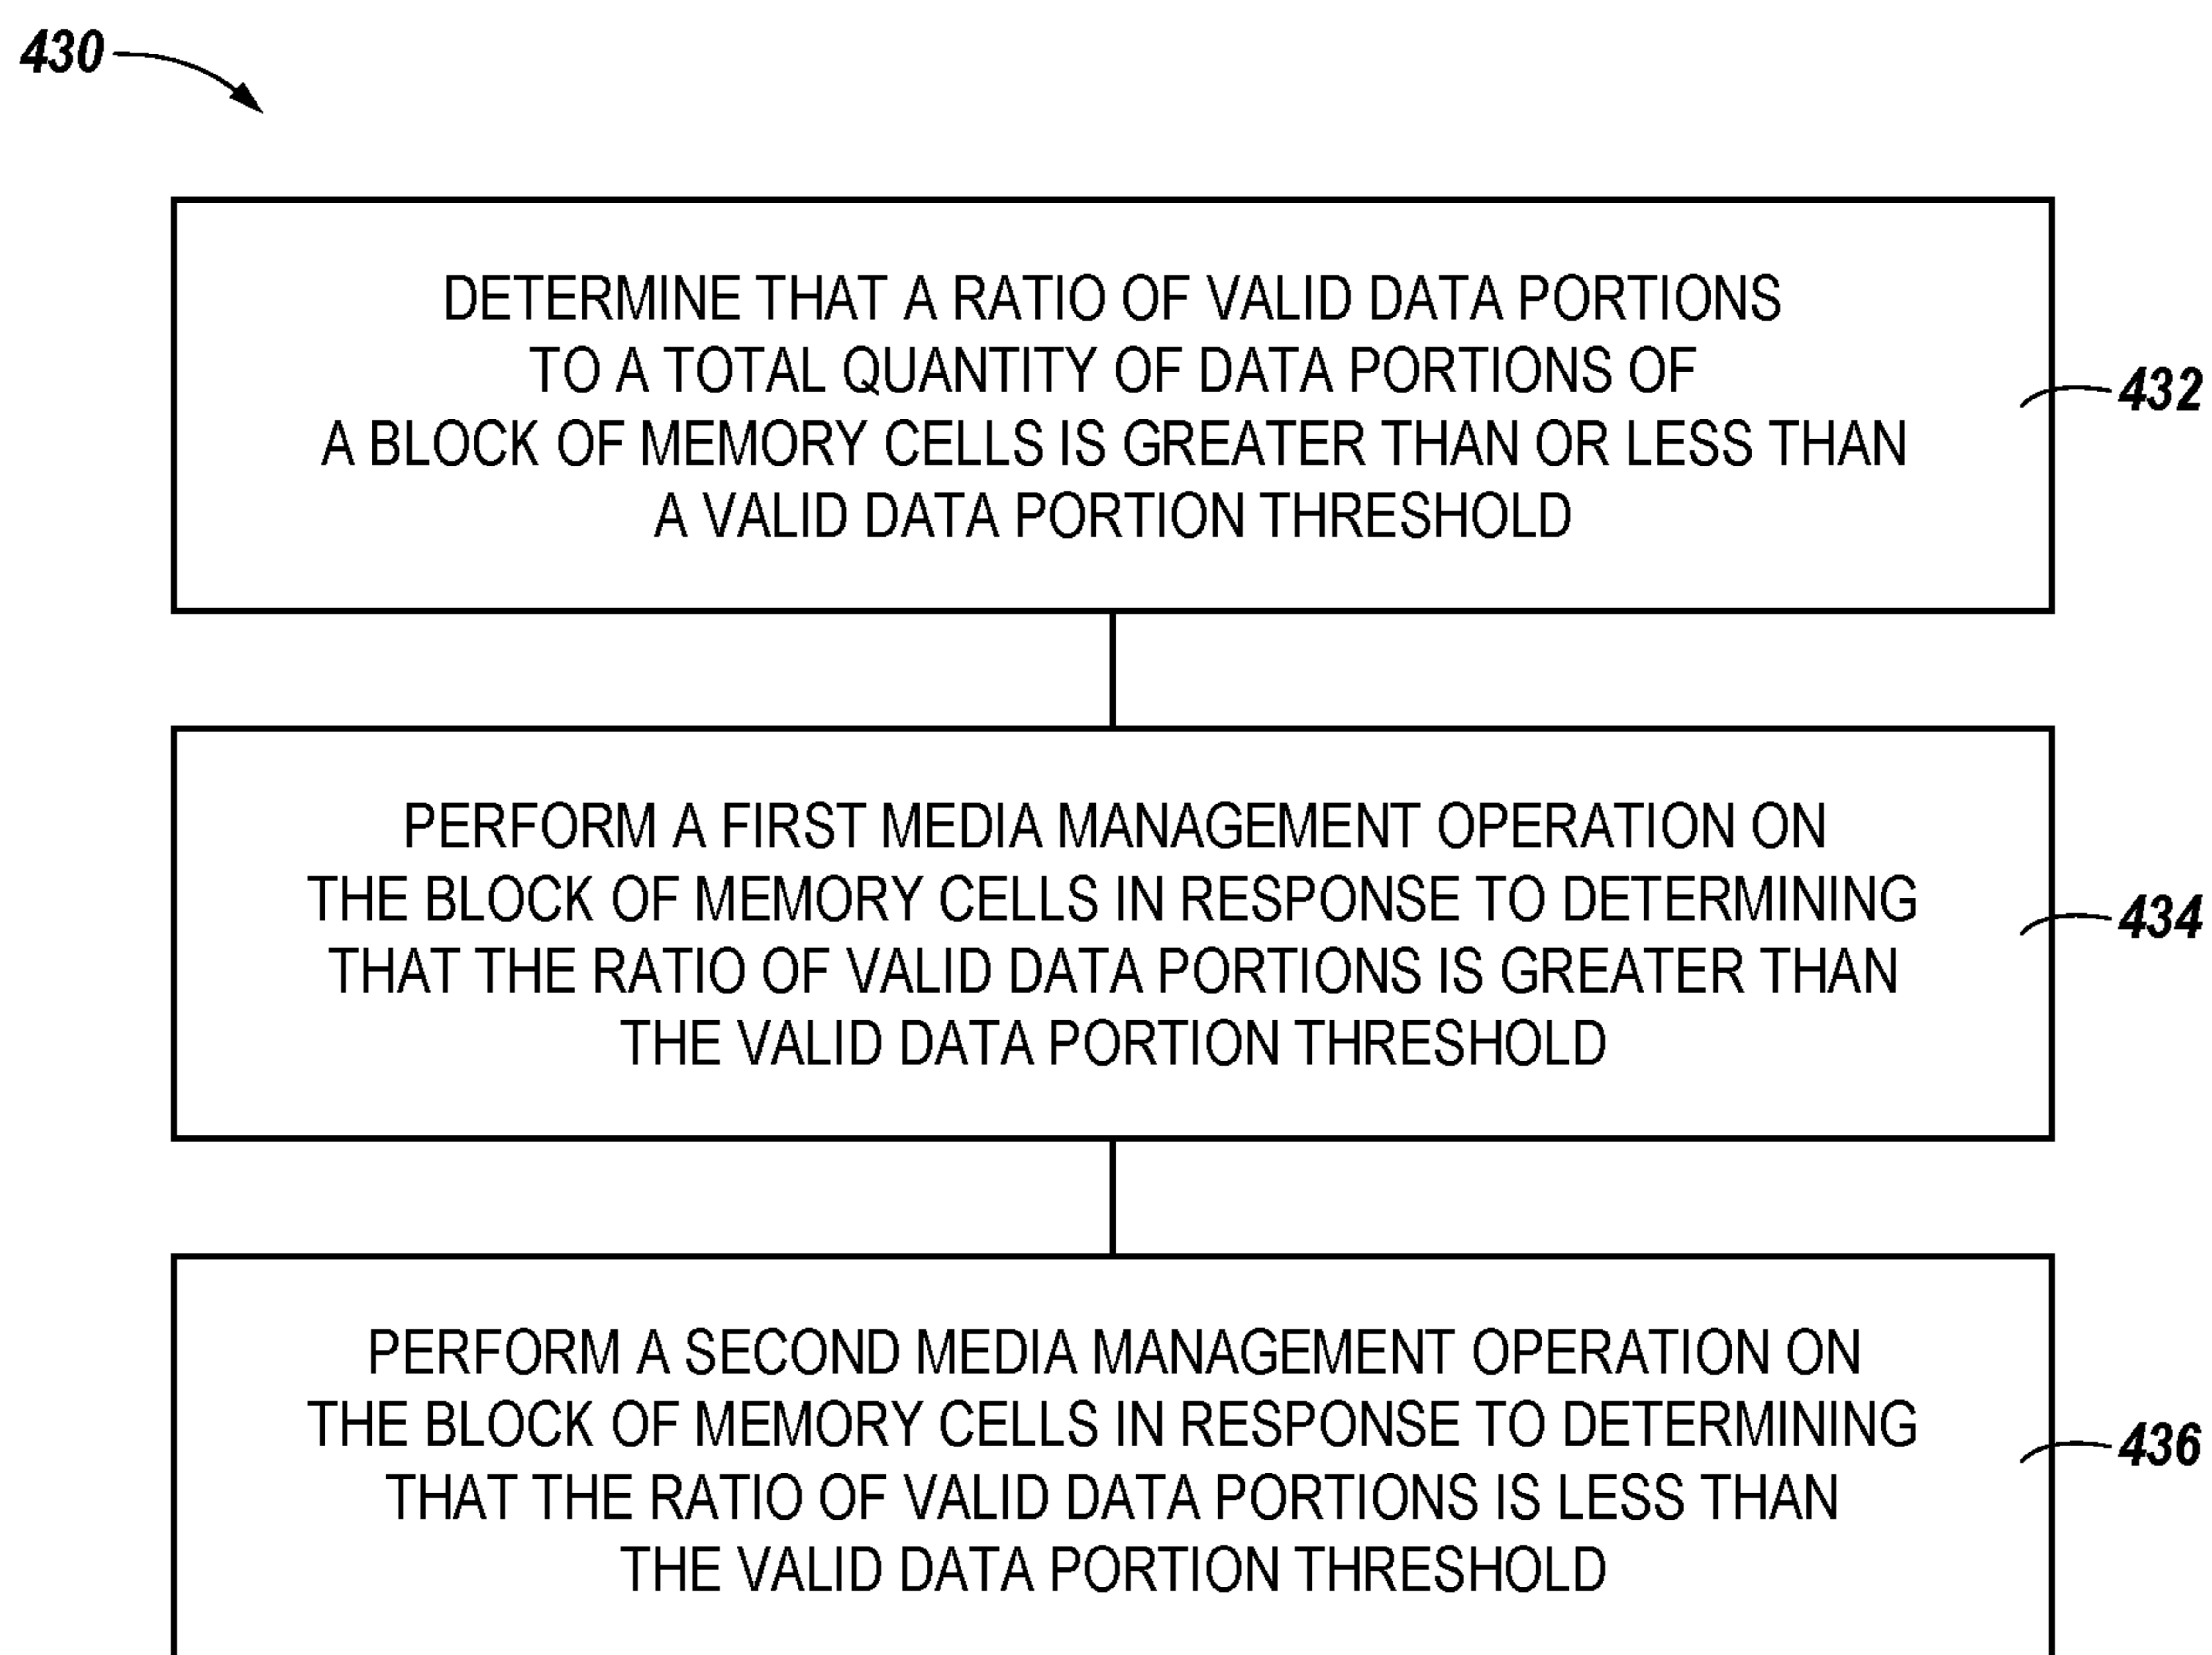 430
DETERMINE THAT A RATIO OF VALID DATA PORTIONS
TO A TOTAL QUANTITY OF DATA PORTIONS OF
A BLOCK OF MEMORY CELLS IS GREATER THAN OR LESS THAN
A VALID DATA PORTION THRESHOLD
432
PERFORM A FIRST MEDIA MANAGEMENT OPERATION ON
THE BLOCK OF MEMORY CELLS IN RESPONSE TO DETERMINING
THAT THE RATIO OF VALID DATA PORTIONS IS GREATER THAN
THE VALID DATA PORTION THRESHOLD
434
PERFORM A SECOND MEDIA MANAGEMENT OPERATION ON
THE BLOCK OF MEMORY CELLS IN RESPONSE TO DETERMINING
THAT THE RATIO OF VALID DATA PORTIONS IS LESS THAN
THE VALID DATA PORTION THRESHOLD
436